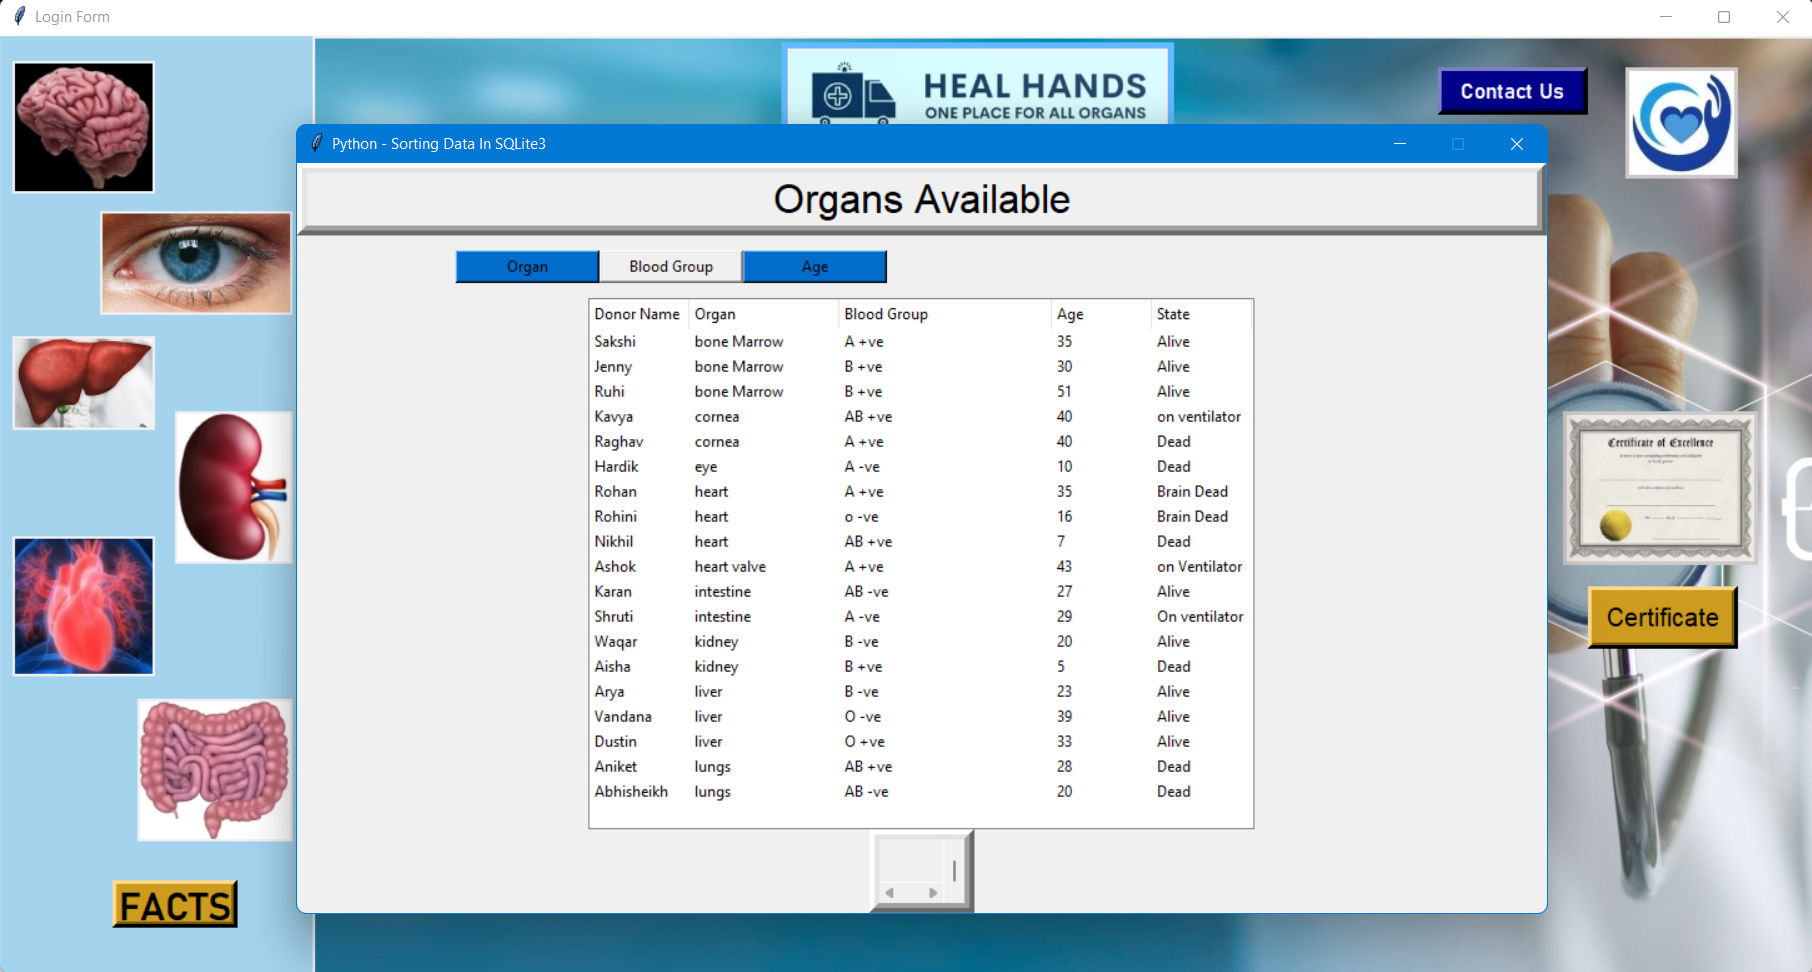 Login Form
HEAL HANDS
ONE PLACE FOR ALL ORGANS
Contact Us
Python - Sorting Data In SQLite3
Organs Available
Organ Blood Group Age
Donor Name Organ Blood Group Age State
Sakshi bone Marrow A +ve 35 Alive
Jenny bone Marrow B +ve 30 Alive
Ruhi bone Marrow B +ve 51 Alive
Kavya cornea AB +ve 40 on ventilator
Raghav cornea A +ve 40 Dead
Hardik eye A -ve 10 Dead
Rohan heart A +ve 35 Brain Dead
Rohini heart o -ve 16 Brain Dead
Nikhil heart AB +ve 7 Dead
Ashok heart valve A +ve 43 on Ventilator
Karan intestine AB -ve 27 Alive
Shruti intestine A -ve 29 On ventilator
Waqar kidney B -ve 20 Alive
Aisha kidney B +ve 5 Dead
Arya liver B -ve 23 Alive
Vandana liver O -ve 39 Alive
Dustin liver O +ve 33 Alive
Aniket lungs AB +ve 28 Dead
Abhisheikh lungs AB -ve 20 Dead
Certificate of Excellence
Certificate
FACTS